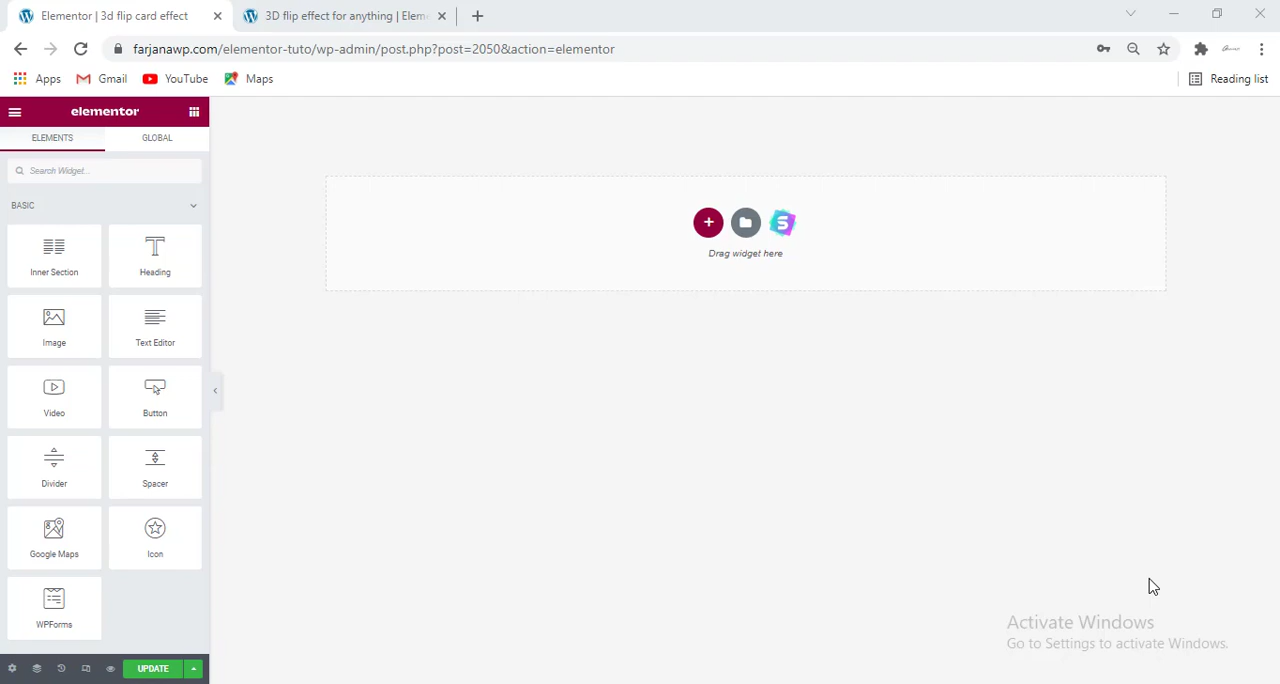 Elementor | 3d flip card effect
3D flip effect for anything | Elem
farjanawp.com/elementor-tuto/wp-admin/post.php?post=2050&action=elementor
Apps
Gmail
YouTube
Maps
Reading list
elementor
ELEMENTS
GLOBAL
Search Widget...
BASIC
Inner Section
Heading
Image
Text Editor
Video
Button
Divider
Spacer
Google Maps
Icon
WPForms
UPDATE
Drag widget here
Activate Windows
Go to Settings to activate Windows.